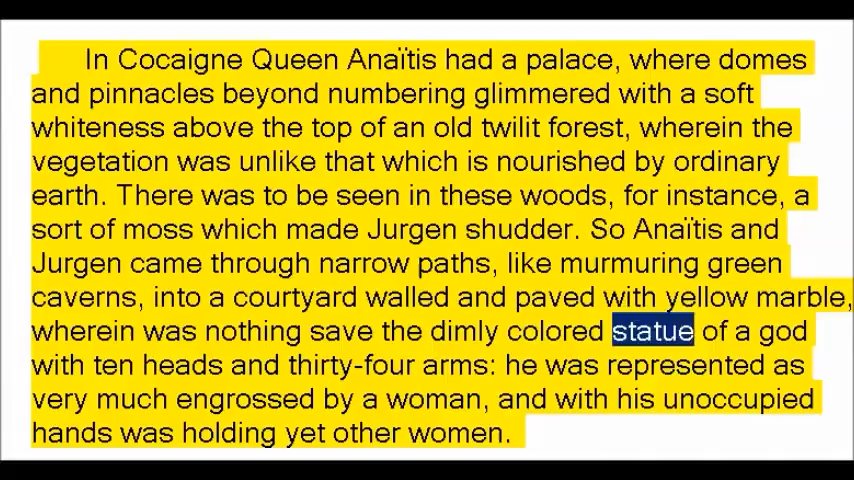 In Cocaigne Queen Anaïtis had a palace, where domes
and pinnacles beyond numbering glimmered with a soft
whiteness above the top of an old twilit forest, wherein the
vegetation was unlike that which is nourished by ordinary
earth. There was to be seen in these woods, for instance, a
sort of moss which made Jurgen shudder. So Anaïtis and
Jurgen came through narrow paths, like murmuring green
caverns, into a courtyard walled and paved with yellow marble,
wherein was nothing save the dimly colored statue of a god
with ten heads and thirty-four arms: he was represented as
very much engrossed by a woman, and with his unoccupied
hands was holding yet other women.